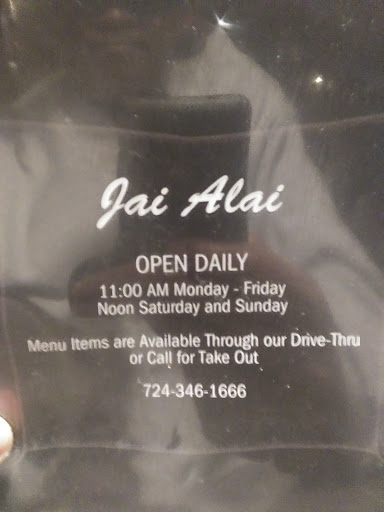 Jai Alai
OPEN DAILY
11:00 AM Monday - Friday
Noon Saturday and Sunday
Menu Items are Available Through our Drive-Thru
or Call for Take Out
724-346-1666